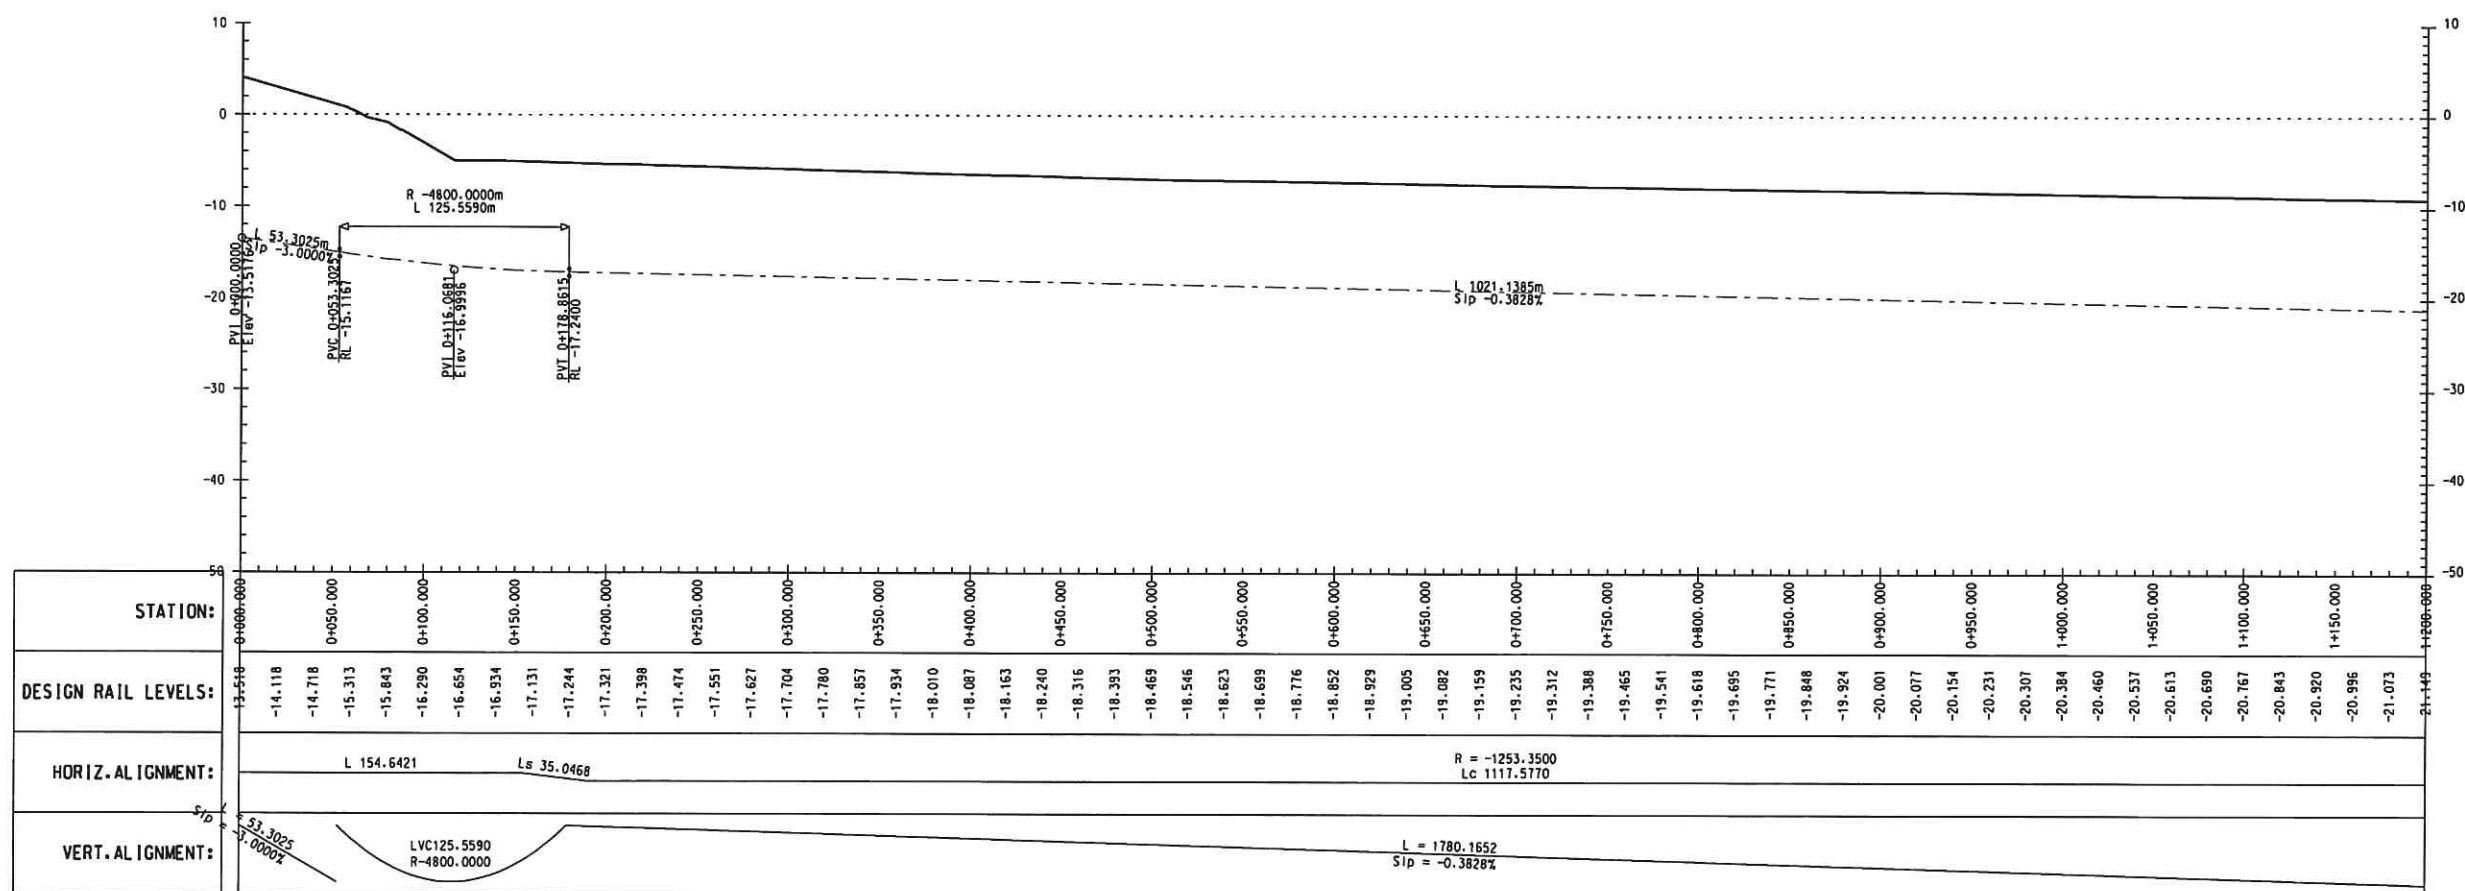 10
0
-10
-20
-30
-40
50
10
0
-10
-20
-30
-40
-50
R -4800.0000m
L 125.5590m
L 53.3025m
Slp -3.0000%
PVI 0+000.0000
Elev -13.5176
PVC 0+053.3025
RL -15.1167
PVI 0+116.0681
Elev -16.9996
PVT 0+178.8615
RL -17.2400
L 1021.1385m
Slp -0.3828%
STATION: 0+000.000 0+050.000 0+100.000 0+150.000 0+200.000 0+250.000 0+300.000 0+350.000 0+400.000 0+450.000 0+500.000 0+550.000 0+600.000 0+650.000 0+700.000 0+750.000 0+800.000 0+850.000 0+900.000 0+950.000 1+000.000 1+050.000 1+100.000 1+150.000 1+200.000
DESIGN RAIL LEVELS: 13.518 -14.118 -14.718 -15.313 -15.843 -16.290 -16.654 -16.934 -17.131 -17.244 -17.321 -17.398 -17.474 -17.551 -17.627 -17.704 -17.780 -17.857 -17.934 -18.010 -18.087 -18.163 -18.240 -18.316 -18.393 -18.469 -18.546 -18.623 -18.699 -18.776 -18.852 -18.929 -19.005 -19.082 -19.159 -19.235 -19.312 -19.388 -19.465 -19.541 -19.618 -19.695 -19.771 -19.848 -19.924 -20.001 -20.077 -20.154 -20.231 -20.307 -20.384 -20.460 -20.537 -20.613 -20.690 -20.767 -20.843 -20.920 -20.996 -21.073 21.149
HORIZ.ALIGNMENT: L 154.6421 Ls 35.0468
R = -1253.3500
Lc 1117.5770
VERT.ALIGNMENT:
L = 53.3025
Slp = -3.0000%
LVC125.5590
R-4800.0000
L = 1780.1652
Slp = -0.3828%